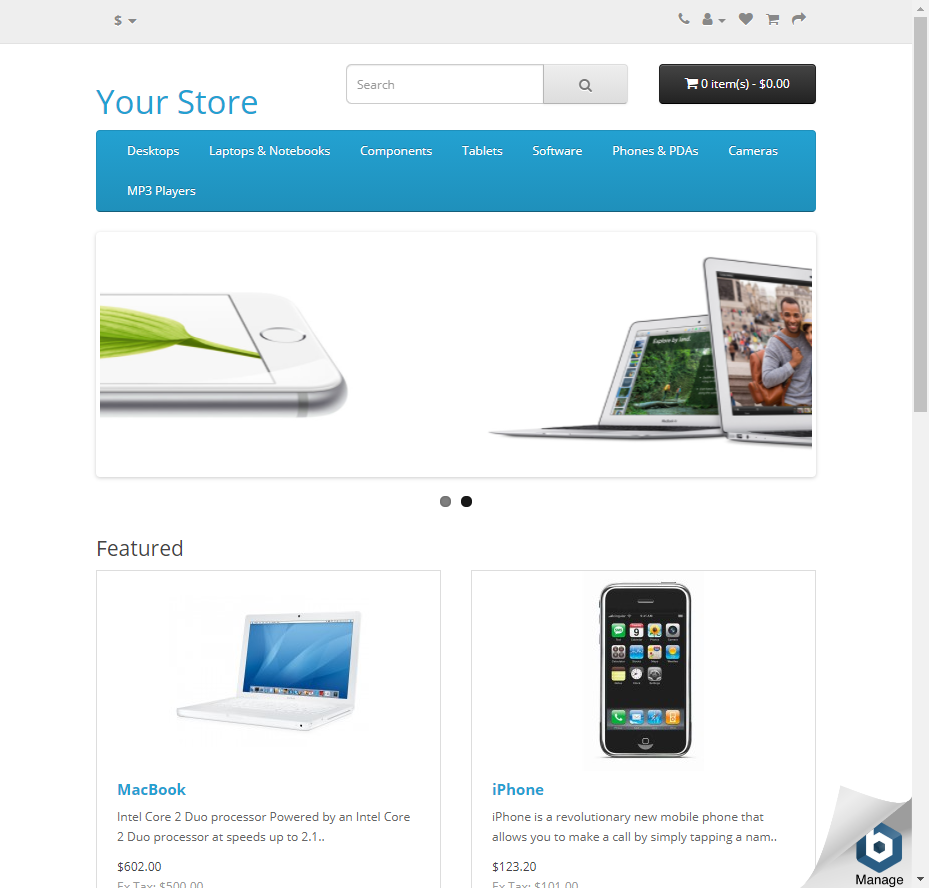 $
Your Store
Search
0 item(s) - $0.00
Desktops Laptops & Notebooks Components Tablets Software Phones & PDAs Cameras
MP3 Players
Explore by land.
Featured
MacBook
Intel Core 2 Duo processor Powered by an Intel Core
2 Duo processor at speeds up to 2.1..
$602.00
Ex Tax: $500.00
iPhone
iPhone is a revolutionary new mobile phone that
allows you to make a call by simply tapping a nam..
$123.20
Ex Tax: $101.00
Manage